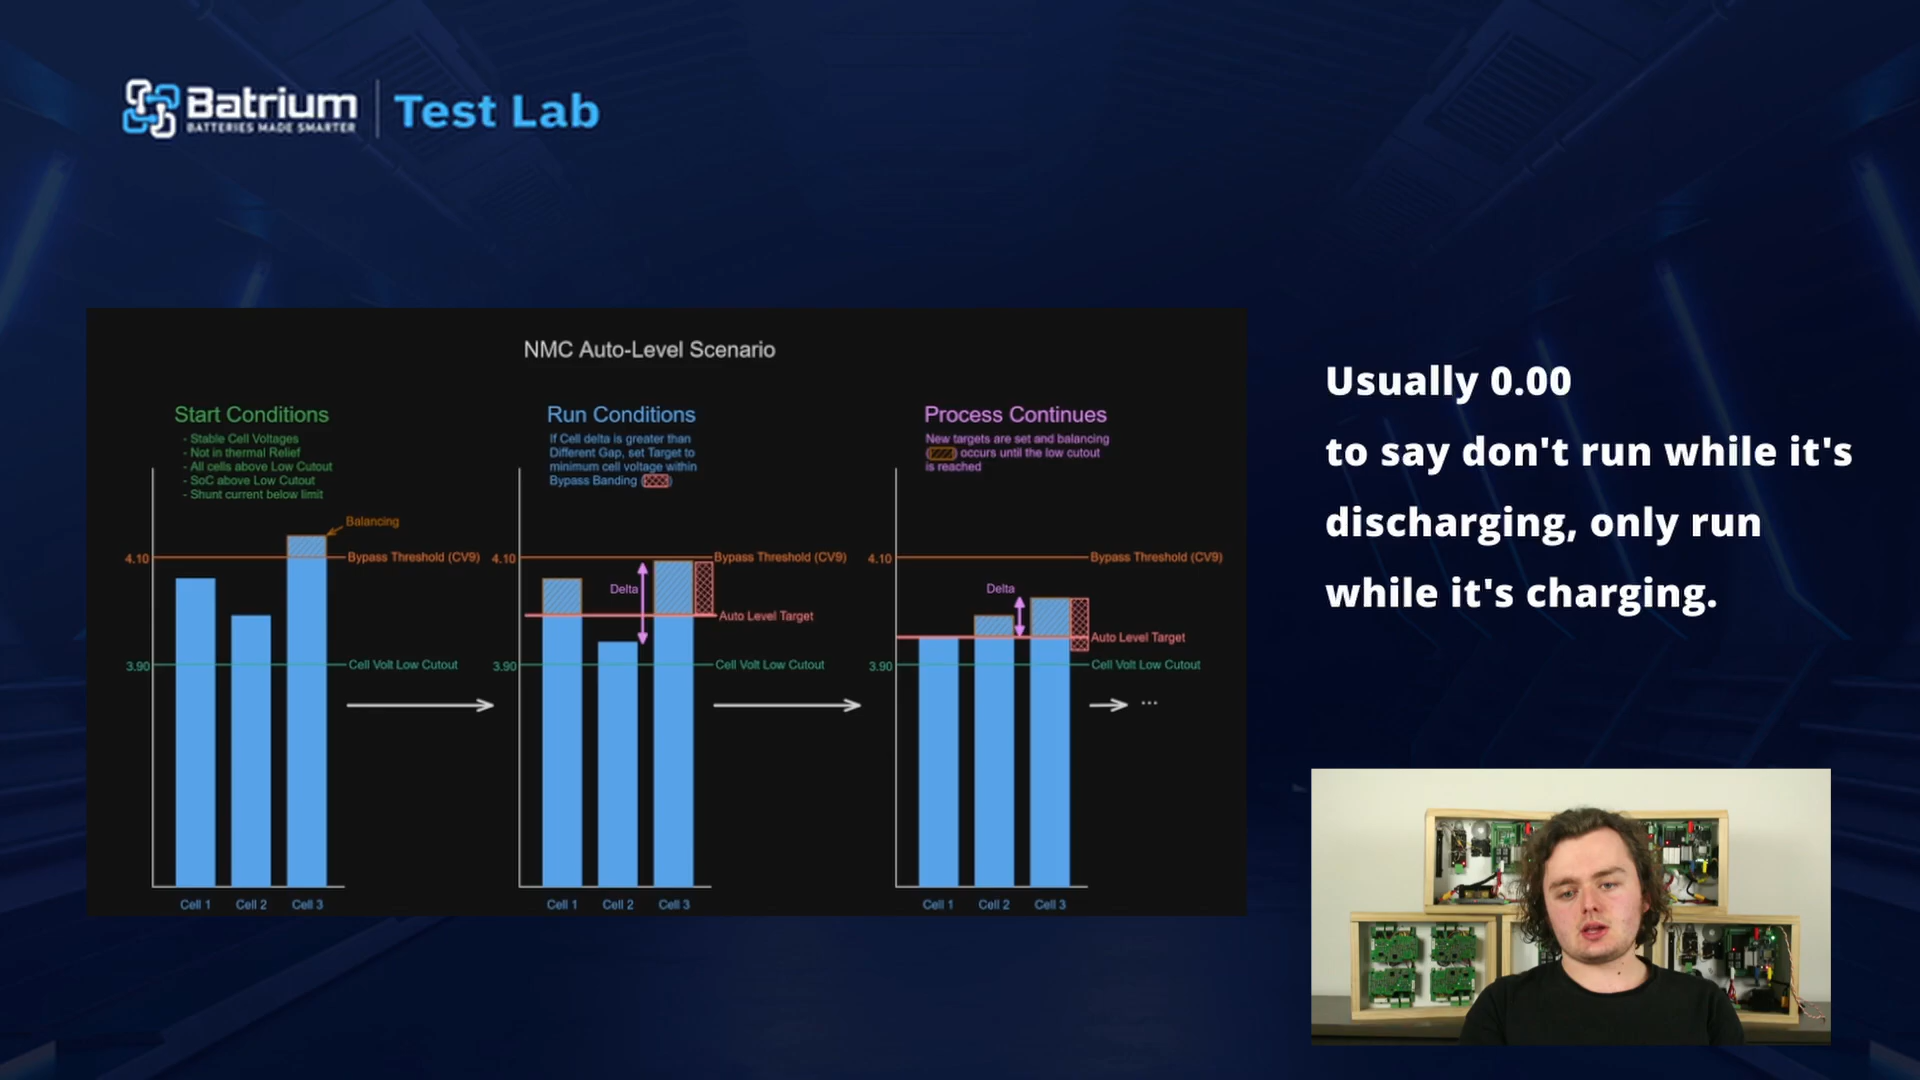 Batrium
BATTERIES MADE SMARTER
Test Lab
NMC Auto-Level Scenario
Start Conditions
- Stable Cell Voltages
- Not in thermal Relief
- All cells above Low Cutout
- SoC above Low Cutout
- Shunt current below limit
Balancing
4.10
Bypass Threshold (CV9)
3.90
Cell Volt Low Cutout
Cell 1
Cell 2
Cell 3
Run Conditions
If Cell delta is greater than
Different Gap, set Target to
minimum cell voltage within
Bypass Banding ( )
4.10
Bypass Threshold (CV9)
Delta
Auto Level Target
3.90
Cell Volt Low Cutout
Cell 1
Cell 2
Cell 3
Process Continues
New targets are set and balancing
( ) occurs until the low cutout
is reached
4.10
Bypass Threshold (CV9)
Delta
Auto Level Target
3.90
Cell Volt Low Cutout
...
Cell 1
Cell 2
Cell 3
Usually 0.00
to say don't run while it's
discharging, only run
while it's charging.